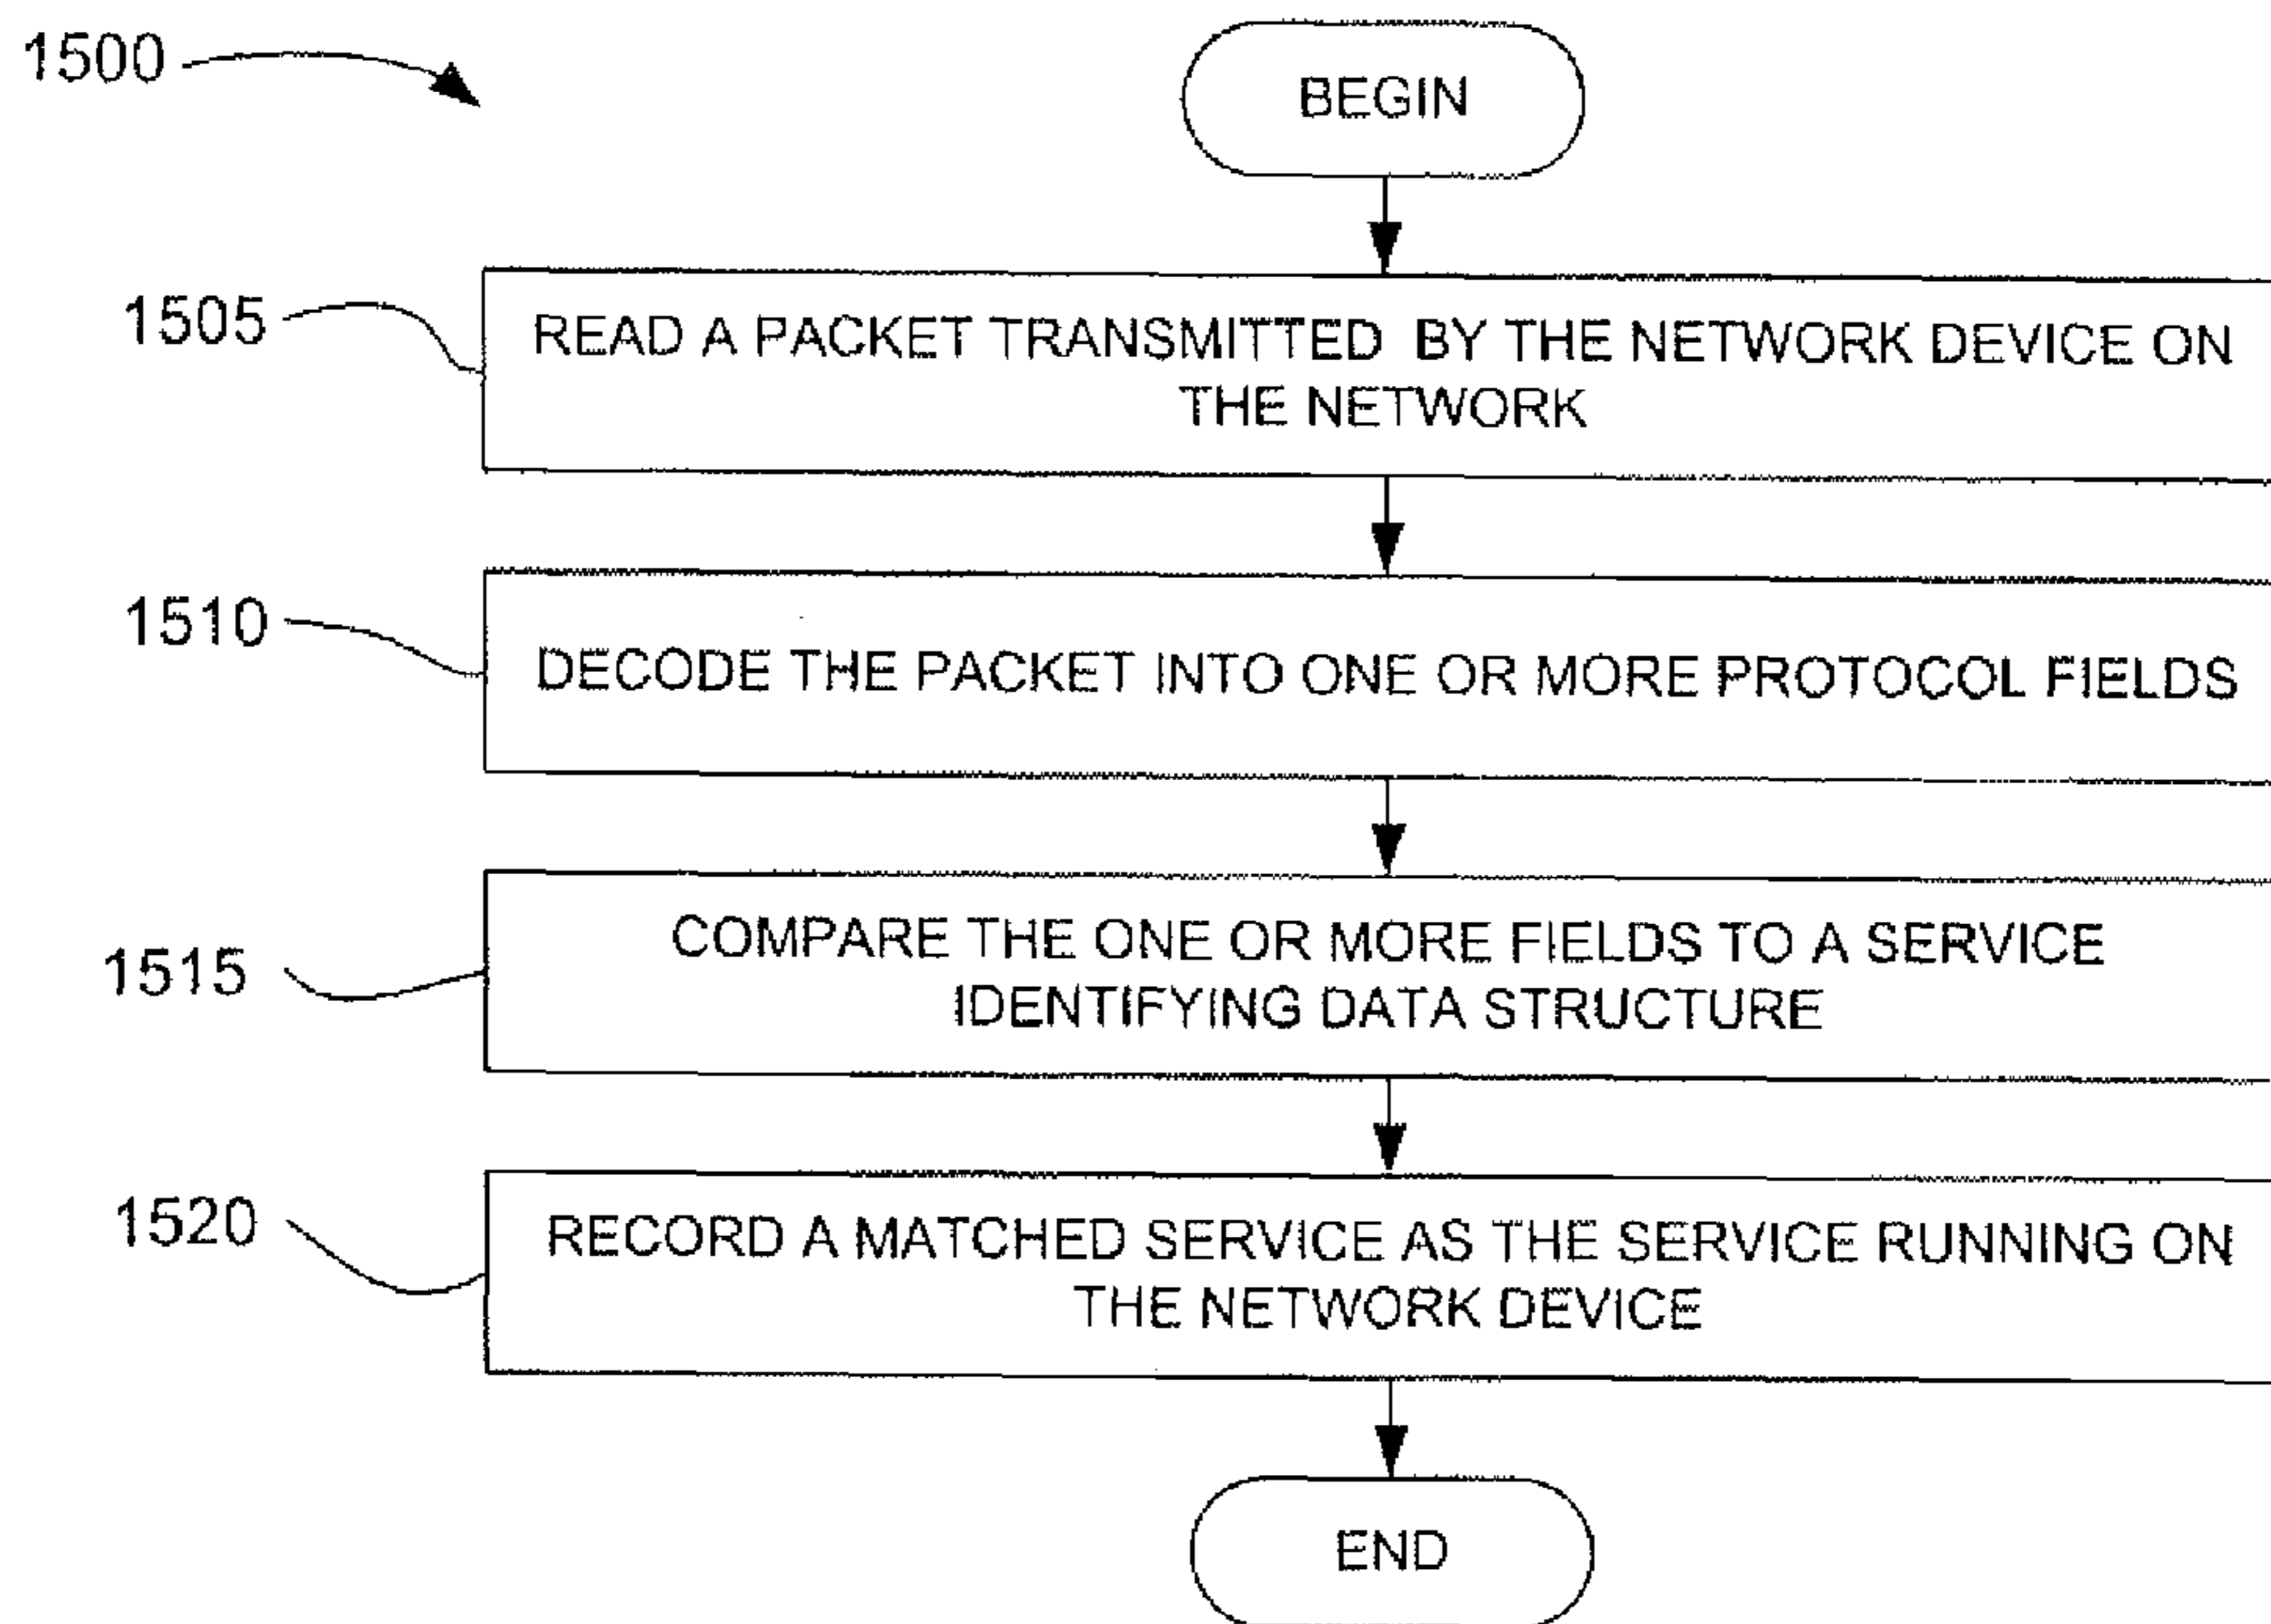 1500
BEGIN
1505
READ A PACKET TRANSMITTED BY THE NETWORK DEVICE ON
THE NETWORK
1510
DECODE THE PACKET INTO ONE OR MORE PROTOCOL FIELDS
1515
COMPARE THE ONE OR MORE FIELDS TO A SERVICE
IDENTIFYING DATA STRUCTURE
1520
RECORD A MATCHED SERVICE AS THE SERVICE RUNNING ON
THE NETWORK DEVICE
END